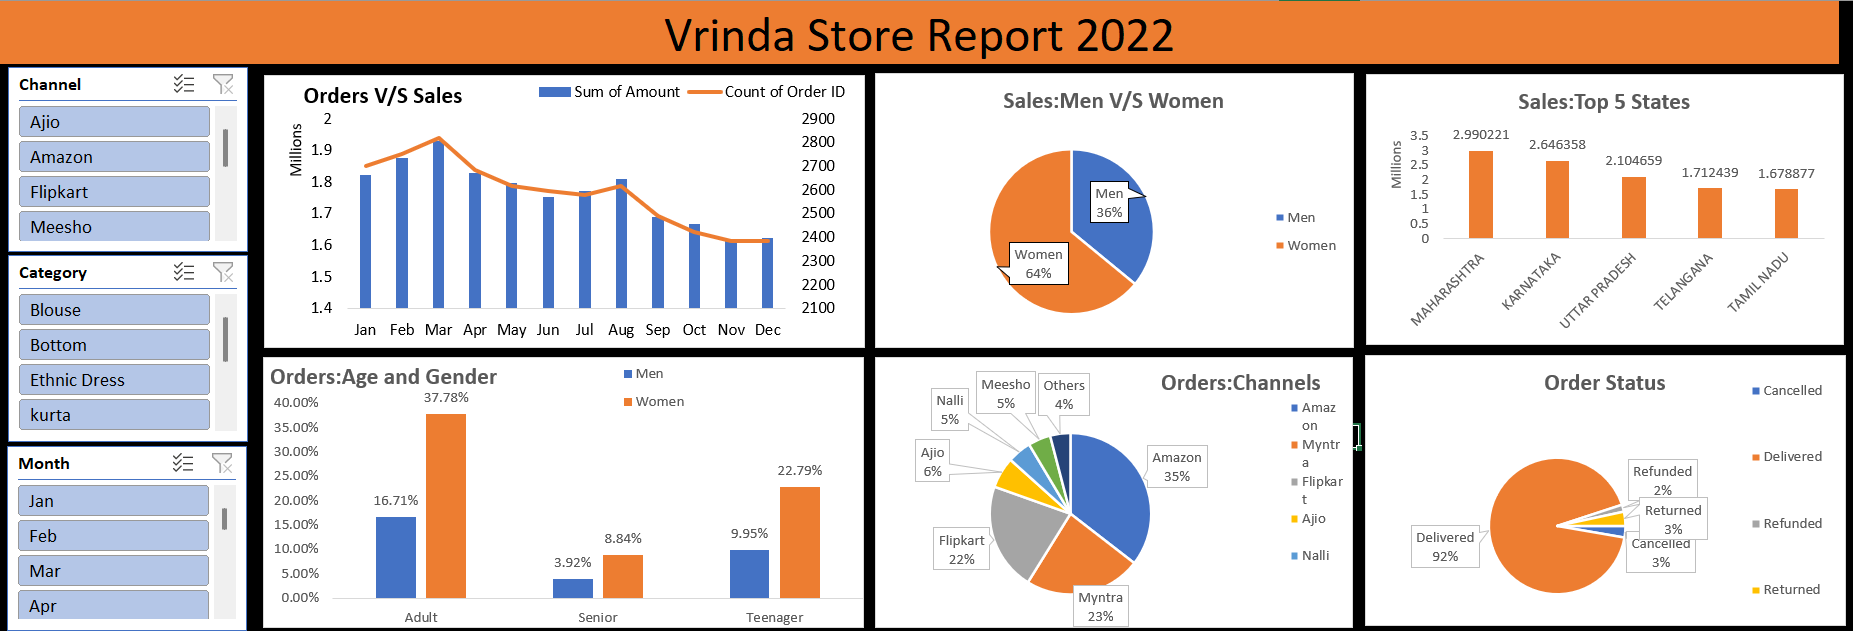 Vrinda Store Report 2022
Channel
Ajio
Amazon
Flipkart
Meesho
Category
Blouse
Bottom
Ethnic Dress
kurta
Month
Jan
Feb
Mar
Apr
Orders V/S Sales
Sum of Amount
Count of Order ID
Millions
2
1.9
1.8
1.7
1.6
1.5
1.4
2900
2800
2700
2600
2500
2400
2300
2200
2100
Jan Feb Mar Apr May Jun Jul Aug Sep Oct Nov Dec
Sales:Men V/S Women
Men
36%
Women
64%
Men
Women
Sales:Top 5 States
Millions
3.5
3
2.5
2
1.5
1
0.5
0
2.990221
2.646358
2.104659
1.712439
1.678877
MAHARASHTRA
KARNATAKA
UTTAR PRADESH
TELANGANA
TAMIL NADU
Orders:Age and Gender
Men
Women
40.00%
35.00%
30.00%
25.00%
20.00%
15.00%
10.00%
5.00%
0.00%
16.71%
37.78%
3.92%
8.84%
9.95%
22.79%
Adult
Senior
Teenager
Orders:Channels
Meesho
5%
Others
4%
Nalli
5%
Ajio
6%
Flipkart
22%
Amazon
35%
Myntra
23%
Amaz
on
Myntr
a
Flipkar
t
Ajio
Nalli
Order Status
Refunded
2%
Returned
3%
Cancelled
3%
Delivered
92%
Cancelled
Delivered
Refunded
Returned